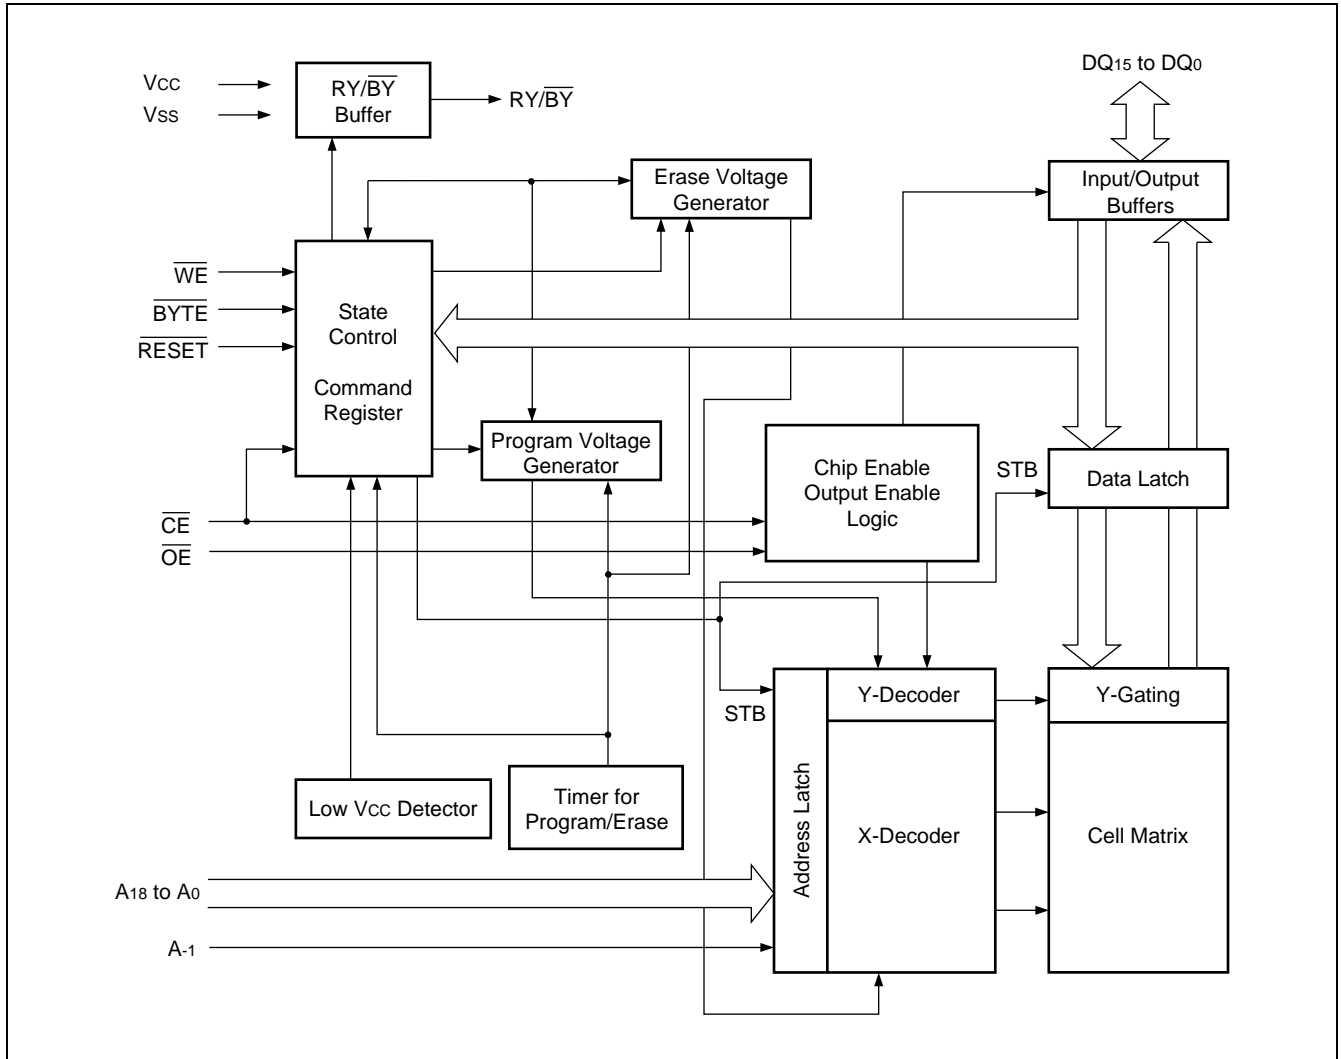 VCC
VSS
RY/BY
Buffer
RY/BY
DQ15 to DQ0
Erase Voltage
Generator
Input/Output
Buffers
WE
BYTE
RESET
State
Control
Command
Register
Program Voltage
Generator
Chip Enable
Output Enable
Logic
STB
Data Latch
CE
OE
STB
Address Latch
Y-Decoder
Y-Gating
Low VCC Detector
Timer for
Program/Erase
X-Decoder
Cell Matrix
A18 to A0
A-1